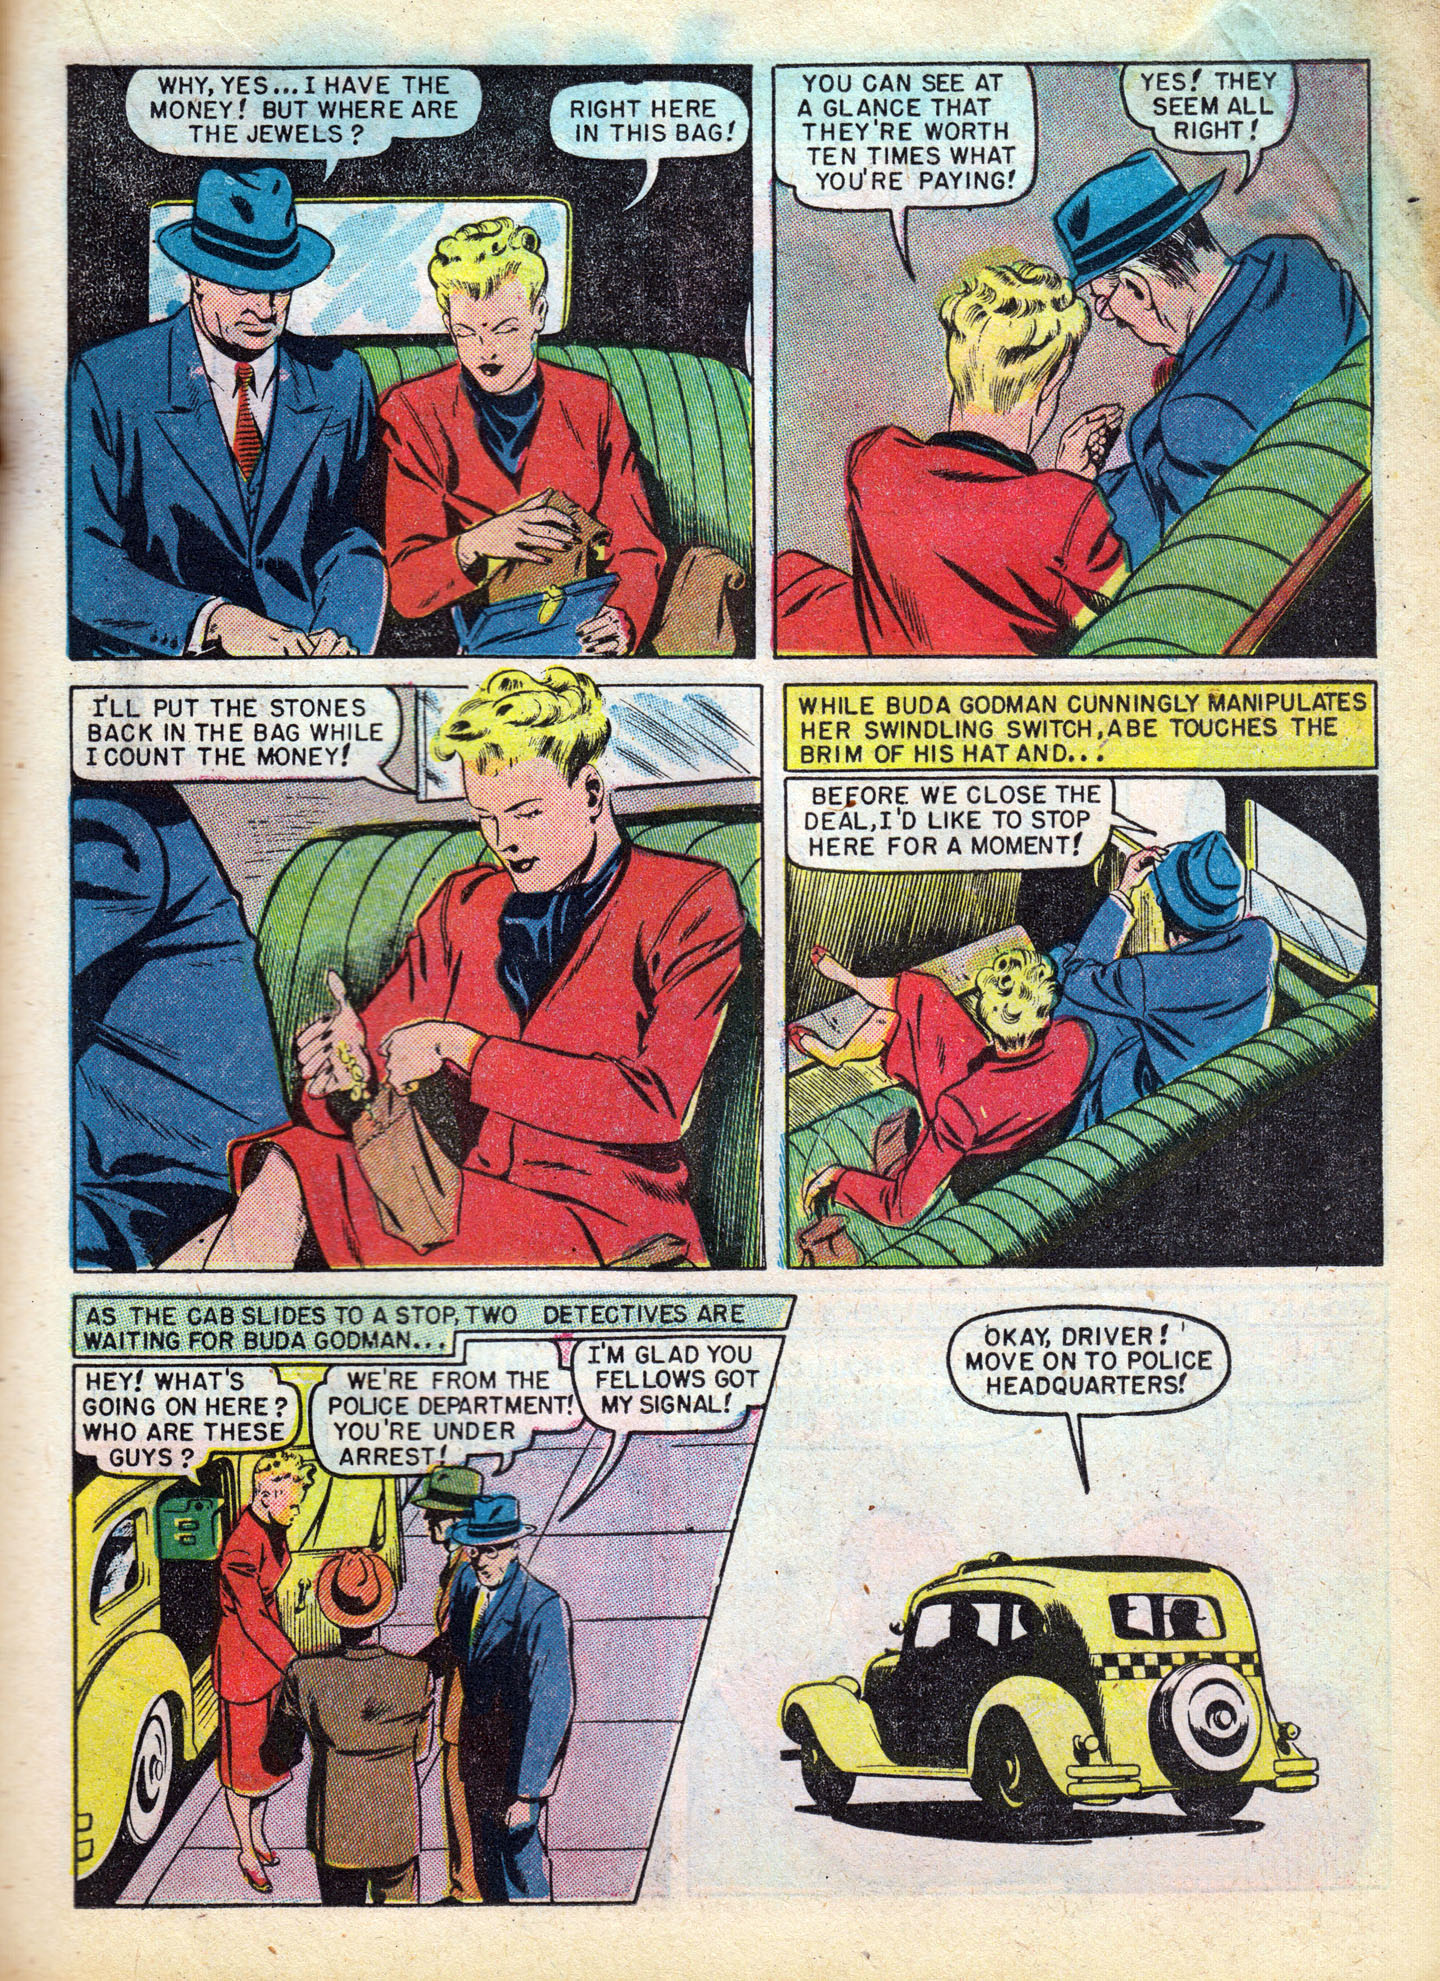 WHY, YES...I HAVE THE
MONEY! BUT WHERE ARE
THE JEWELS?
RIGHT HERE
IN THIS BAG!
YOU CAN SEE AT
A GLANCE THAT
THEY'RE WORTH
TEN TIMES WHAT
YOU'RE PAYING!
YES! THEY
SEEM ALL
RIGHT!
I'LL PUT THE STONES
BACK IN THE BAG WHILE
I COUNT THE MONEY!
WHILE BUDA GODMAN CUNNINGLY MANIPULATES
HER SWINDLING SWITCH, ABE TOUCHES THE
BRIM OF HIS HAT AND...
BEFORE WE CLOSE THE
DEAL, I'D LIKE TO STOP
HERE FOR A MOMENT!
AS THE CAB SLIDES TO A STOP, TWO DETECTIVES ARE
WAITING FOR BUDA GODMAN...
HEY! WHAT'S
GOING ON HERE?
WHO ARE THESE
GUYS?
WE'RE FROM THE
POLICE DEPARTMENT!
YOU'RE UNDER
ARREST!
I'M GLAD YOU
FELLOWS GOT
MY SIGNAL!
OKAY, DRIVER!
MOVE ON TO POLICE
HEADQUARTERS!